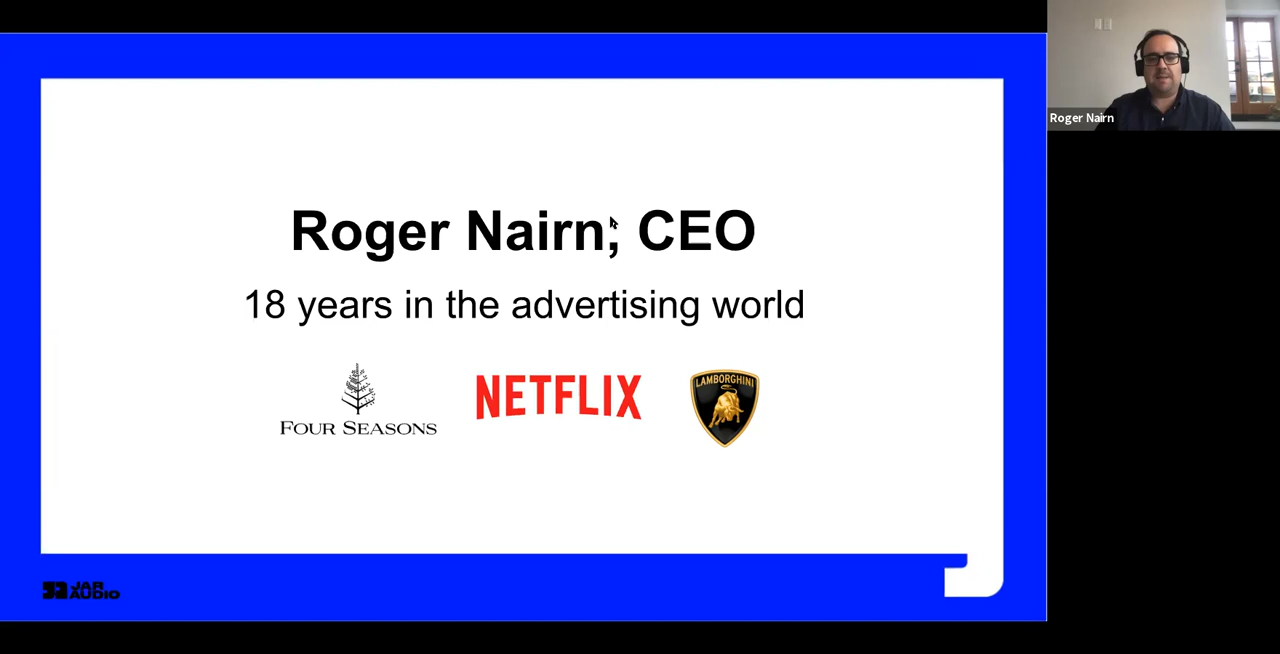 Roger Nairn, CEO
18 years in the advertising world
FOUR SEASONS
NETFLIX
LAMBORGHINI
JAR
AUDIO
Roger Nairn